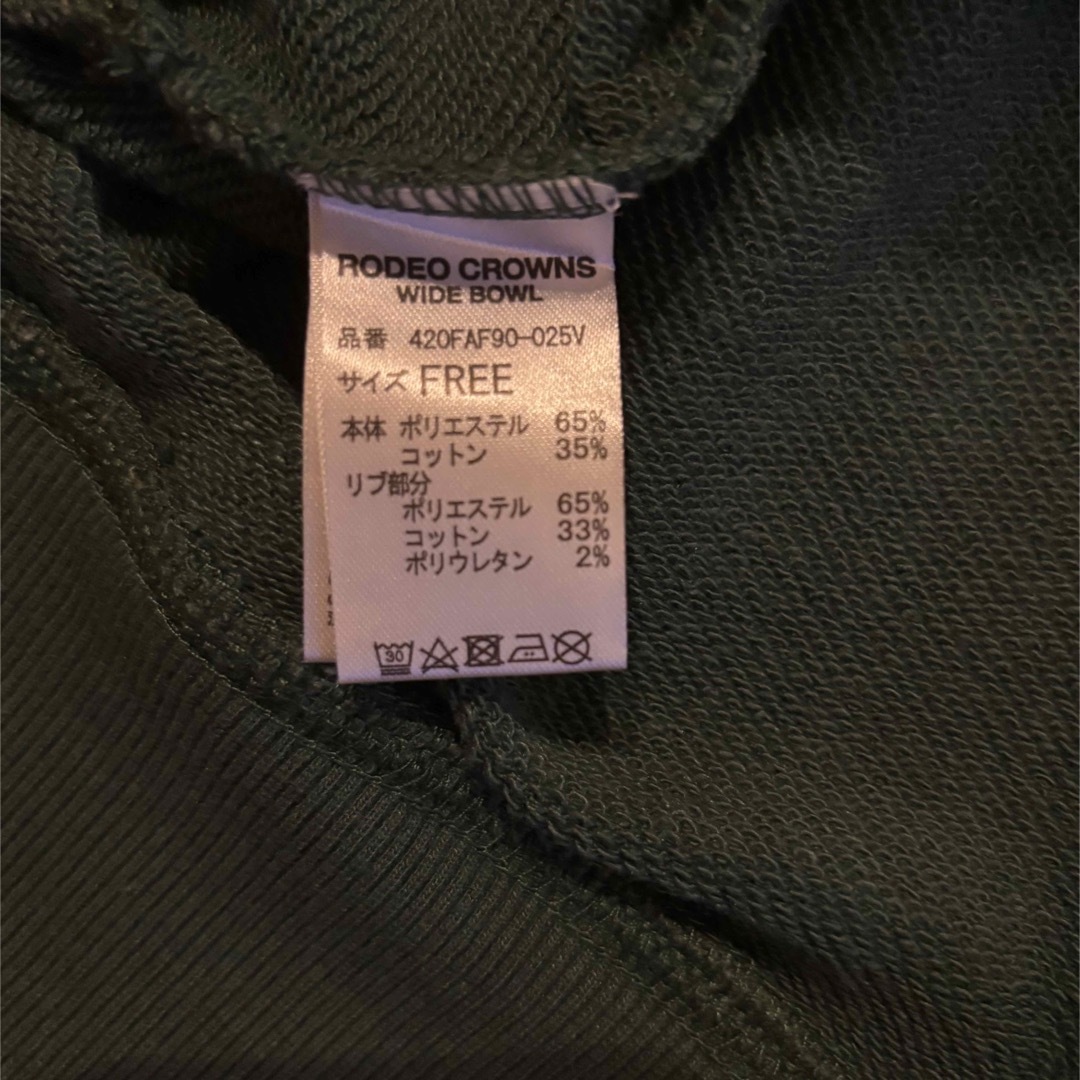 RODEO CROWNS
WIDE BOWL
品番 420FAF90-025V
サイズ FREE
本体 ポリエステル 65%
コットン 35%
リブ部分
ポリエステル 65%
コットン 33%
ポリウレタン 2%